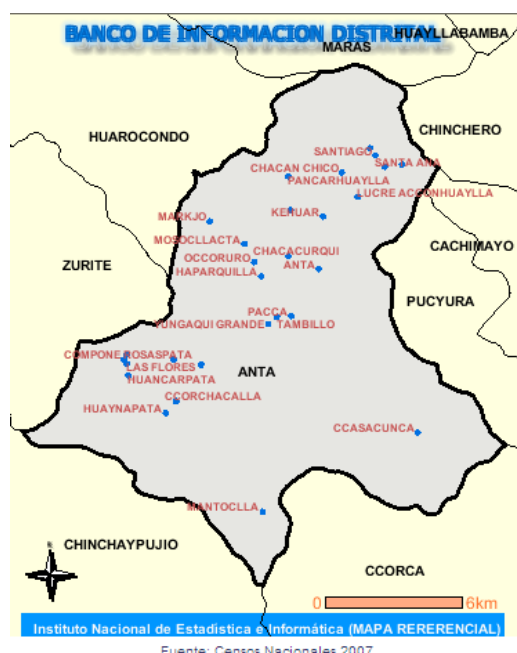 BANCO DE INFORMACION DISTRITAL
HUAYLLABAMBA
MARAS
CHINCHERO
HUAROCONDO
SANTIAGO
SANTA ANA
CHACAN CHICO
PANCARHUAYLLA
LUCRE ACCONHUAYLLA
KEHUAR
MARKJO
MOSOCLLACTA
CACHIMAYO
CHACACURQUI
OCCORURO
ANTA
ZURITE
HAPARQUILLA
PUCYURA
PACCA
YUNGAQUI GRANDE
TAMBILLO
COMPONE
ROSASPATA
LAS FLORES
ANTA
HUANCARPATA
CCORCHACALLA
HUAYNAPATA
CCASACUNCA
MANTOCLLA
CHINCHAYPUJIO
CCORCA
0 6km
Instituto Nacional de Estadistica e Informática (MAPA RERERENCIAL)
Fuente: Censos Nacionales 2007